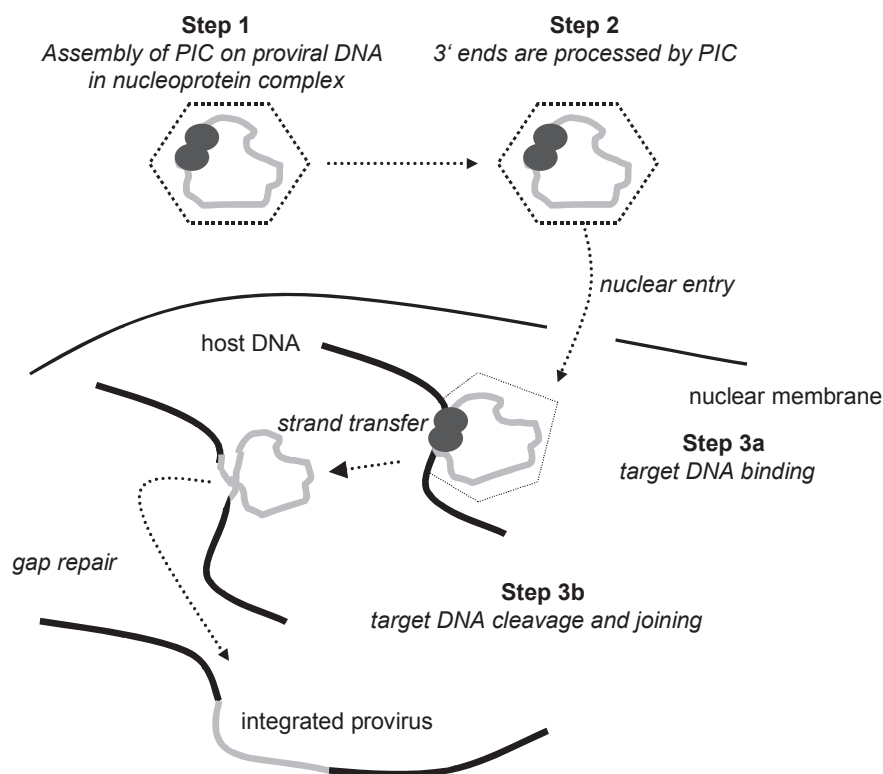 Step 1
Assembly of PIC on proviral DNA
in nucleoprotein complex
Step 2
3‘ ends are processed by PIC
nuclear entry
host DNA
nuclear membrane
strand transfer
Step 3a
target DNA binding
gap repair
Step 3b
target DNA cleavage and joining
integrated provirus